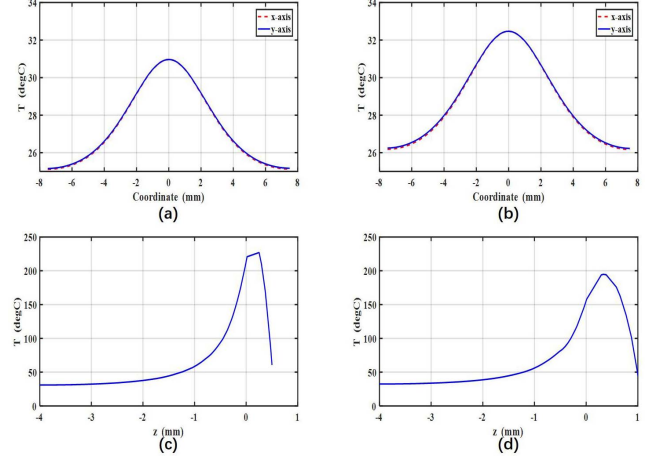 34 34
x-axis x-axis
y-axis y-axis
32 32
30 30
T (degC) T (degC)
28 28
26 26
-8 -6 -4 -2 0 2 4 6 8 -8 -6 -4 -2 0 2 4 6 8
Coordinate (mm) Coordinate (mm)
(a) (b)
250 250
200 200
150 150
T (degC) T (degC)
100 100
50 50
0 0
-4 -3 -2 -1 0 1 -4 -3 -2 -1 0 1
z (mm) z (mm)
(c) (d)